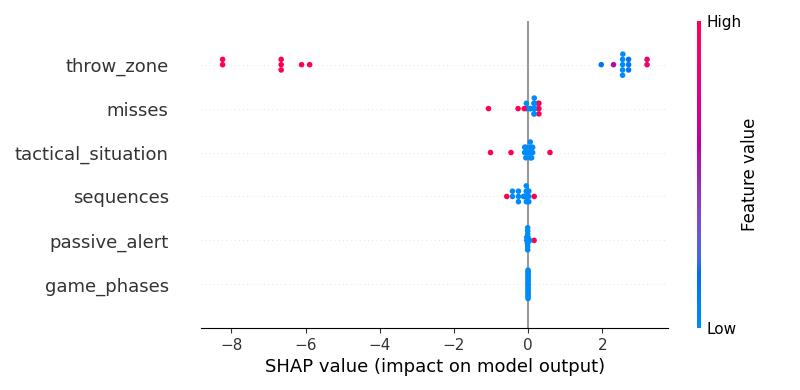 High
throw_zone
misses
tactical_situation
sequences
passive_alert
game_phases
Feature value
Low
−8 −6 −4 −2 0 2
SHAP value (impact on model output)